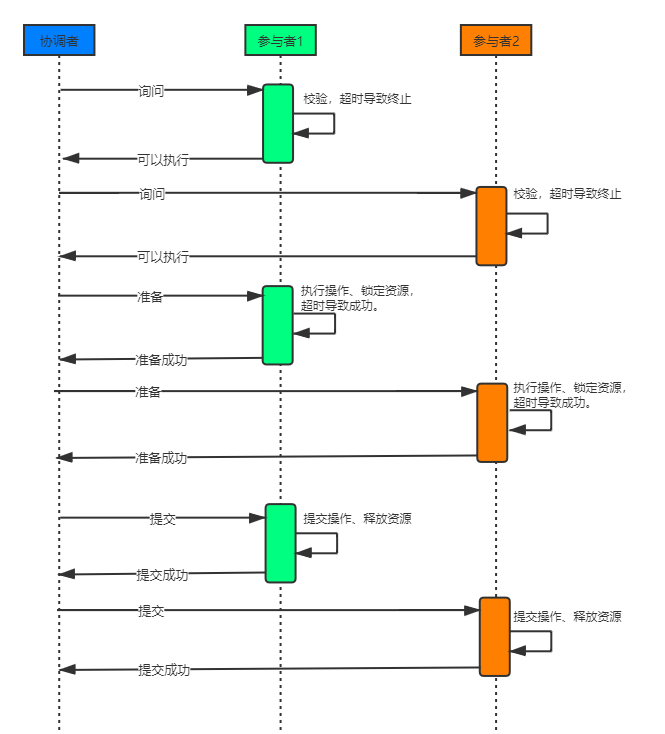 协调者
参与者1
参与者2
询问
校验，超时导致终止
可以执行
询问
校验，超时导致终止
可以执行
准备
执行操作、锁定资源，
超时导致成功。
准备成功
准备
执行操作、锁定资源，
超时导致成功。
准备成功
提交
提交操作、释放资源
提交成功
提交
提交操作、释放资源
提交成功